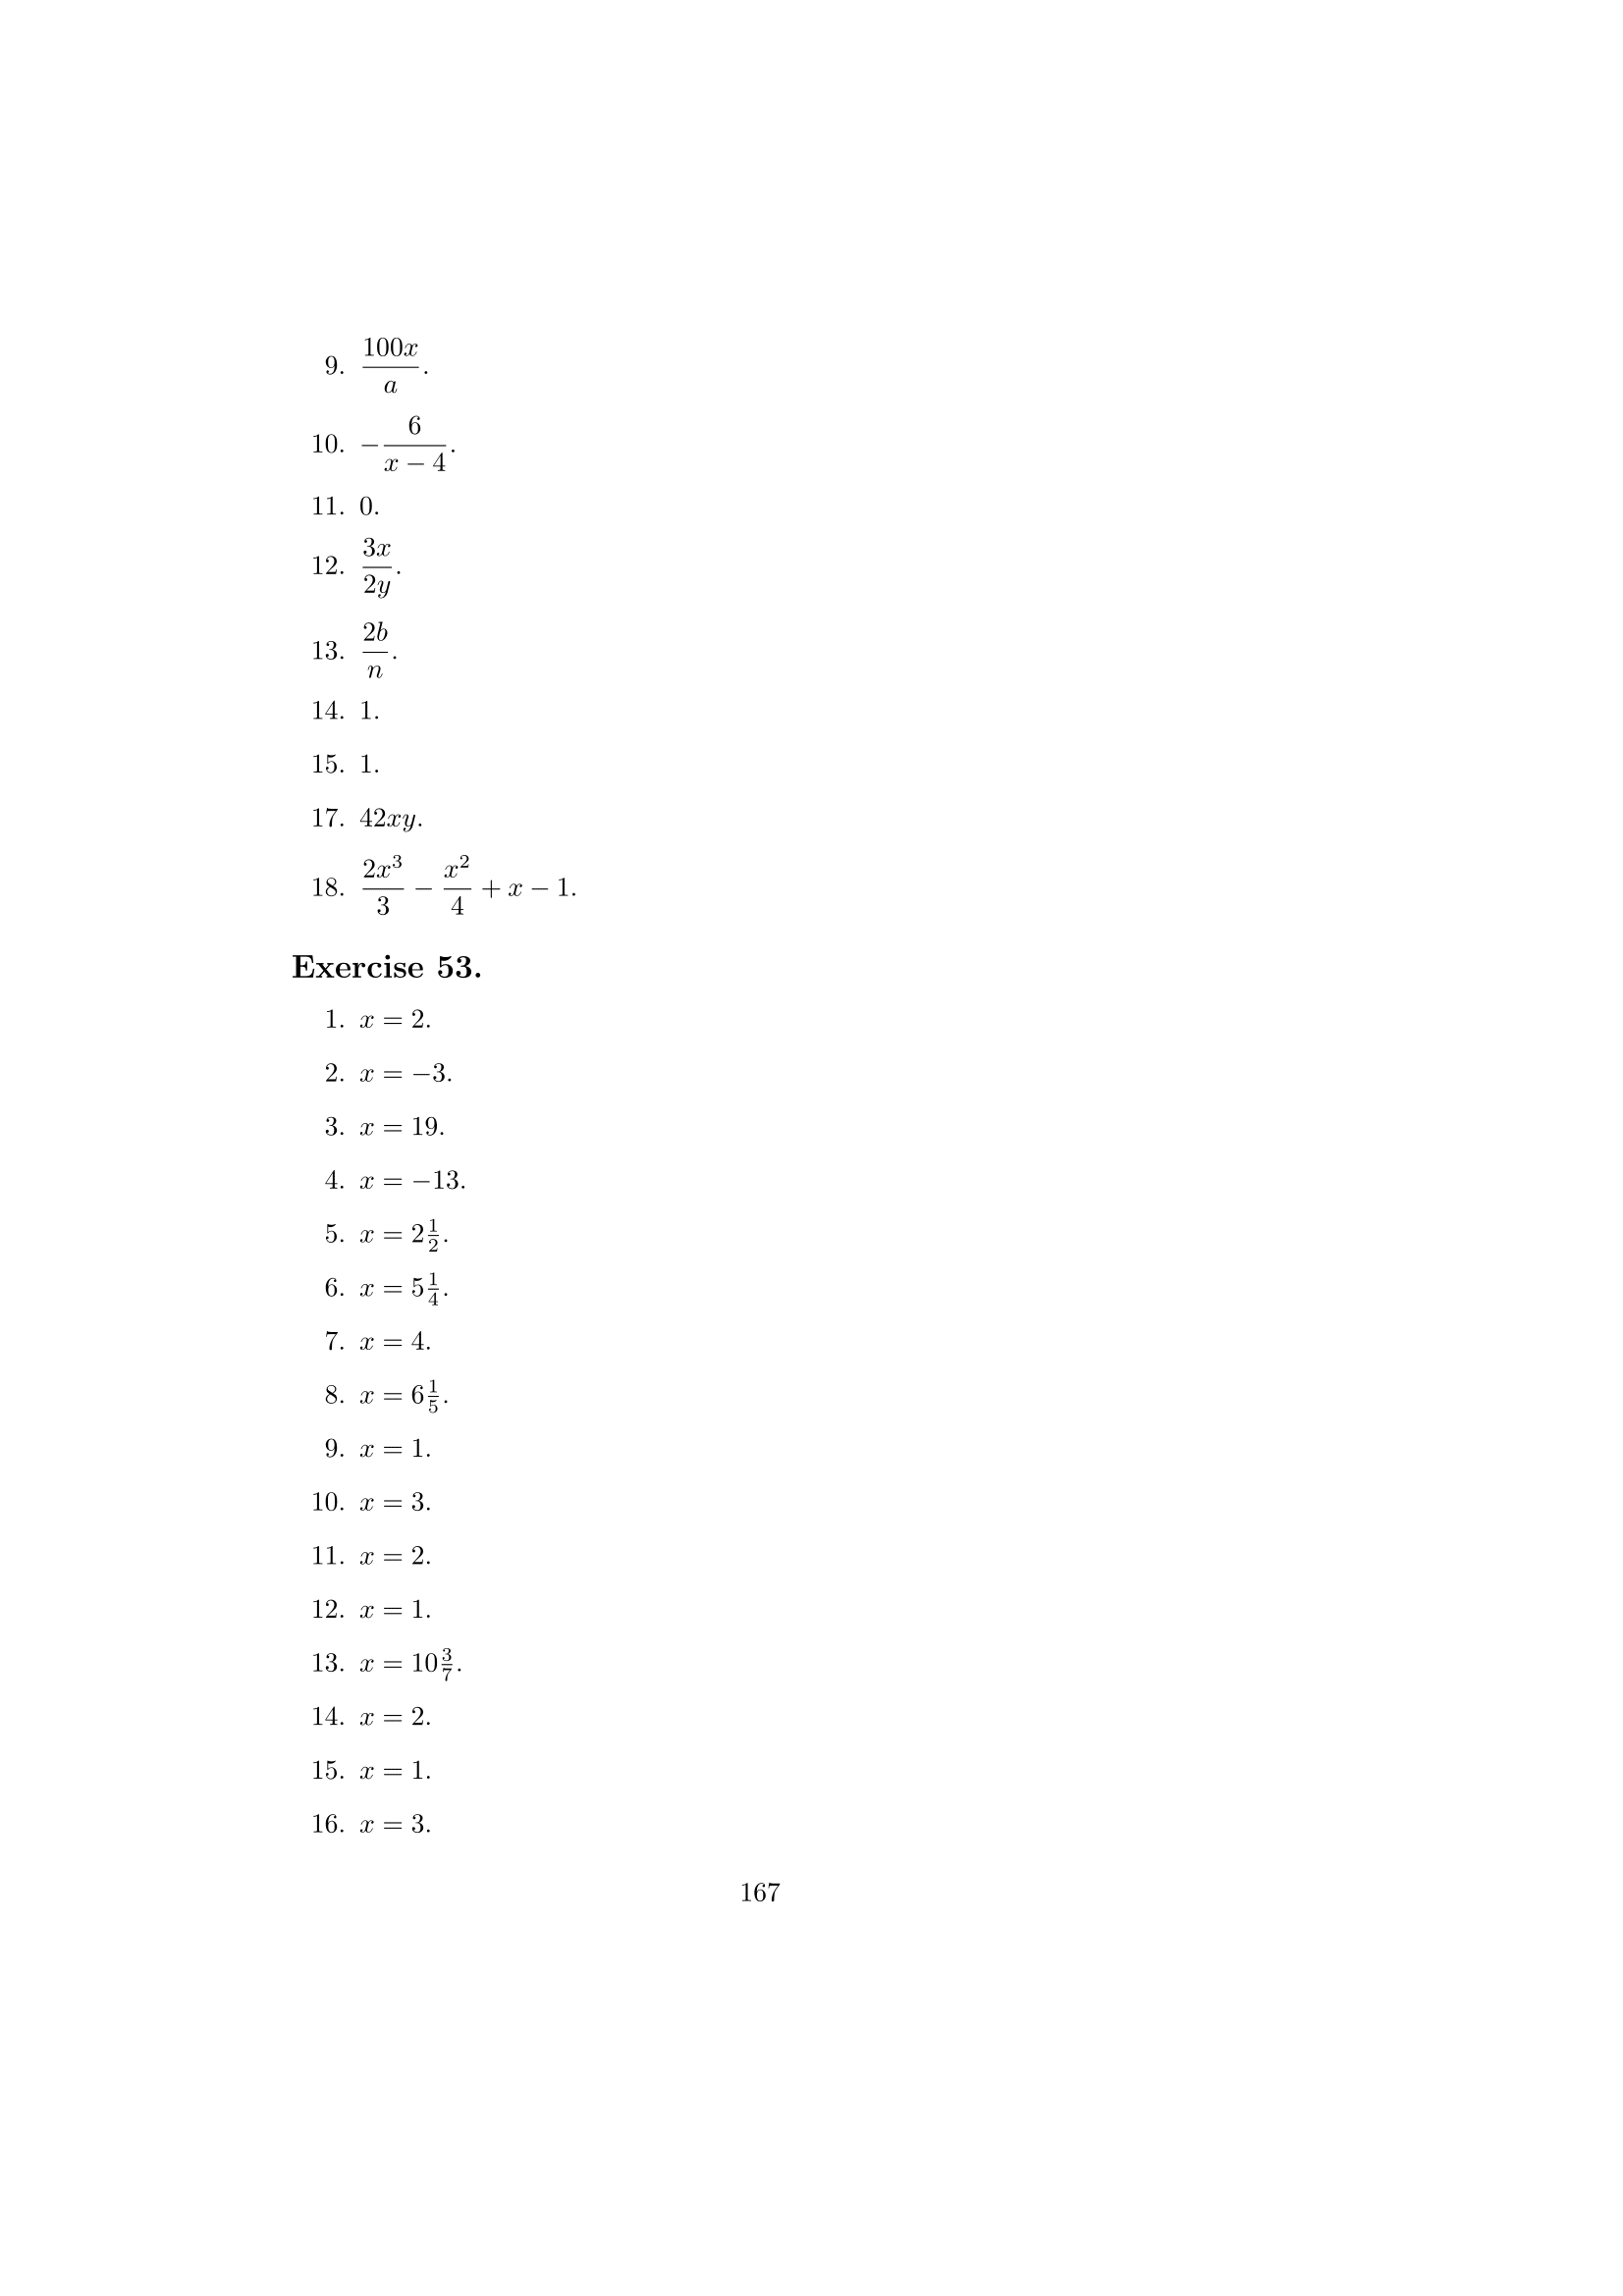 9. \frac{100x}{a}.
10. -\frac{6}{x-4}.
11. 0.
12. \frac{3x}{2y}.
13. \frac{2b}{n}.
14. 1.
15. 1.
17. 42xy.
18. \frac{2x^3}{3} - \frac{x^2}{4} + x - 1.
Exercise 53.
1. x = 2.
2. x = −3.
3. x = 19.
4. x = −13.
5. x = 2\frac{1}{2}.
6. x = 5\frac{1}{4}.
7. x = 4.
8. x = 6\frac{1}{5}.
9. x = 1.
10. x = 3.
11. x = 2.
12. x = 1.
13. x = 10\frac{3}{7}.
14. x = 2.
15. x = 1.
16. x = 3.
167